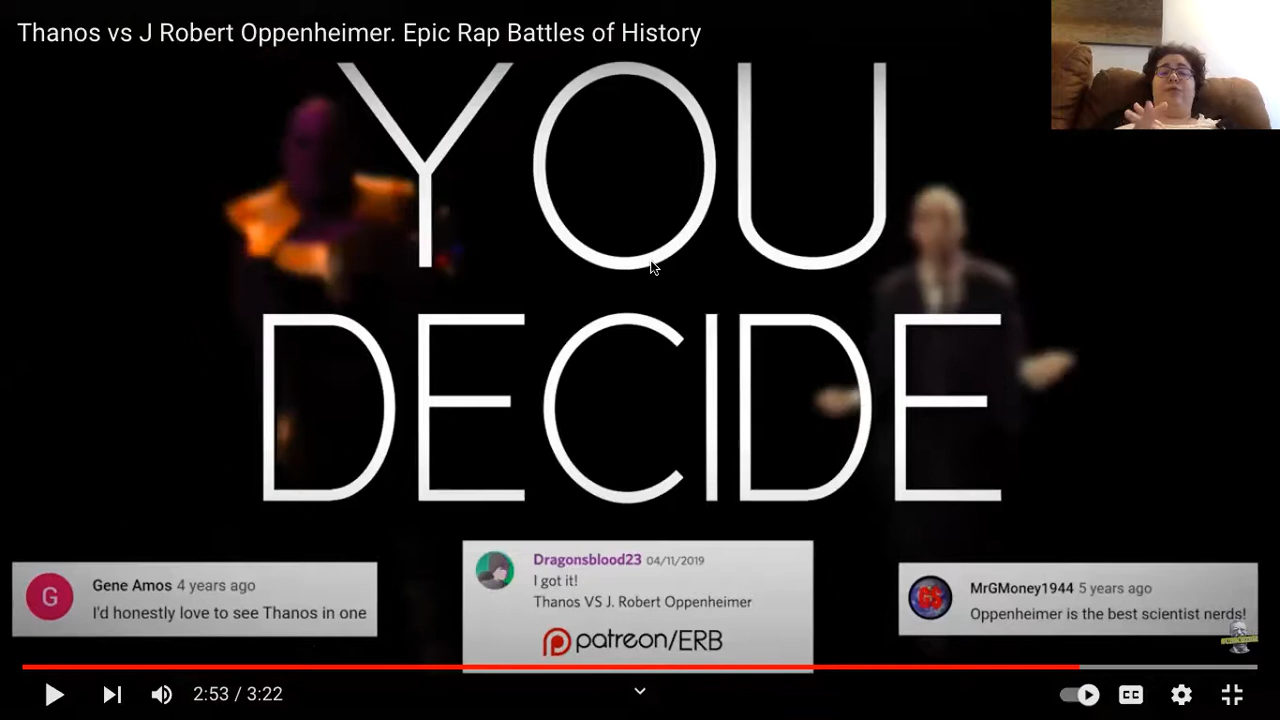 Thanos vs J Robert Oppenheimer. Epic Rap Battles of History
YOU
DECIDE
G
Gene Amos 4 years ago
I'd honestly love to see Thanos in one
Dragonsblood23 04/11/2019
I got it!
Thanos VS J. Robert Oppenheimer
patreon/ERB
GS
MrGMoney1944 5 years ago
Oppenheimer is the best scientist nerds!
2:53 / 3:22
CC